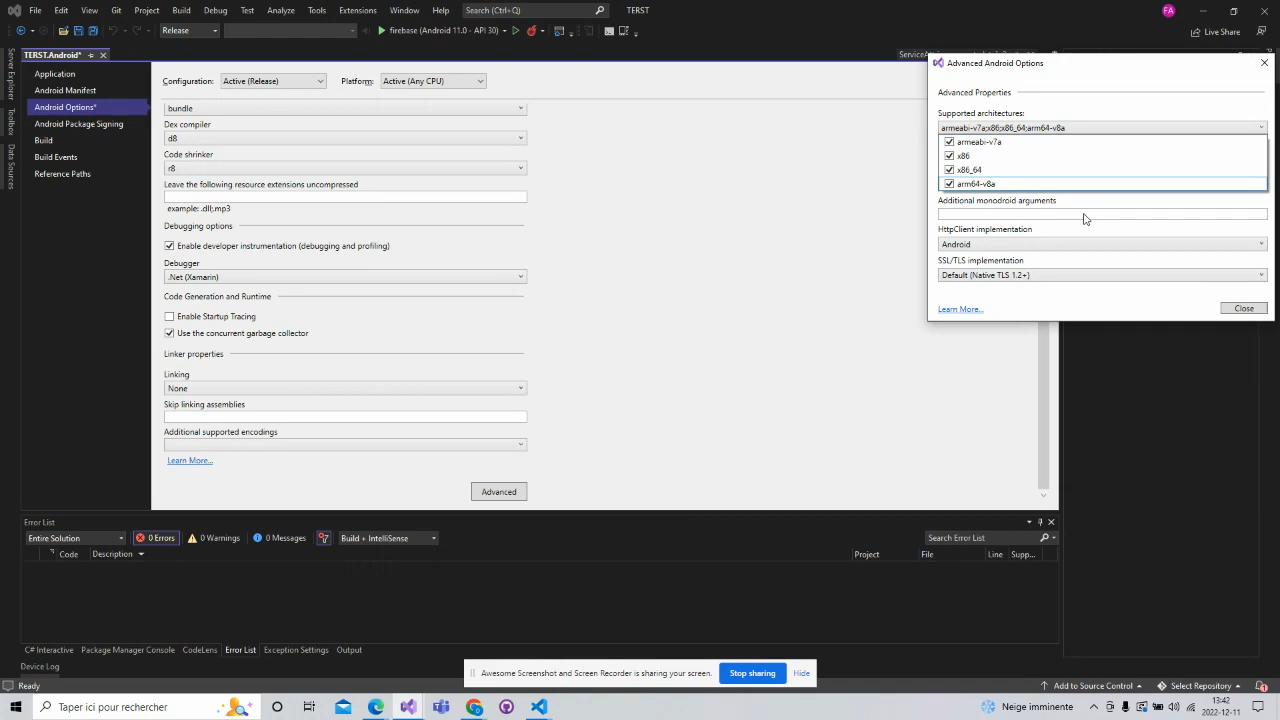 File Edit View Git Project Build Debug Test Analyze Tools Extensions Window Help Search (Ctrl+Q) TERST FA
Release firebase (Android 11.0 - API 30) Live Share
TERST.Android*
Server Explorer
Toolbox
Data Sources
Application
Android Manifest
Android Options*
Android Package Signing
Build
Build Events
Reference Paths
Configuration: Active (Release) Platform: Active (Any CPU)
bundle
Dex compiler
d8
Code shrinker
r8
Leave the following resource extensions uncompressed
example: .dll;.mp3
Debugging options
Enable developer instrumentation (debugging and profiling)
Debugger
.Net (Xamarin)
Code Generation and Runtime
Enable Startup Tracing
Use the concurrent garbage collector
Linker properties
Linking
None
Skip linking assemblies
Additional supported encodings
Learn More...
Advanced
Advanced Android Options
Advanced Properties
Supported architectures:
armeabi-v7a;x86;x86_64;arm64-v8a
armeabi-v7a
x86
x86_64
arm64-v8a
Additional monodroid arguments
HttpClient implementation
Android
SSL/TLS implementation
Default (Native TLS 1.2+)
Learn More...
Close
Error List
Entire Solution 0 Errors 0 Warnings 0 Messages Build + IntelliSense Search Error List
Code Description Project File Line Supp...
C# Interactive Package Manager Console CodeLens Error List Exception Settings Output
Device Log
Awesome Screenshot and Screen Recorder is sharing your screen. Stop sharing Hide
Ready Add to Source Control Select Repository 1
Taper ici pour rechercher Neige imminente 13:42
2022-12-11